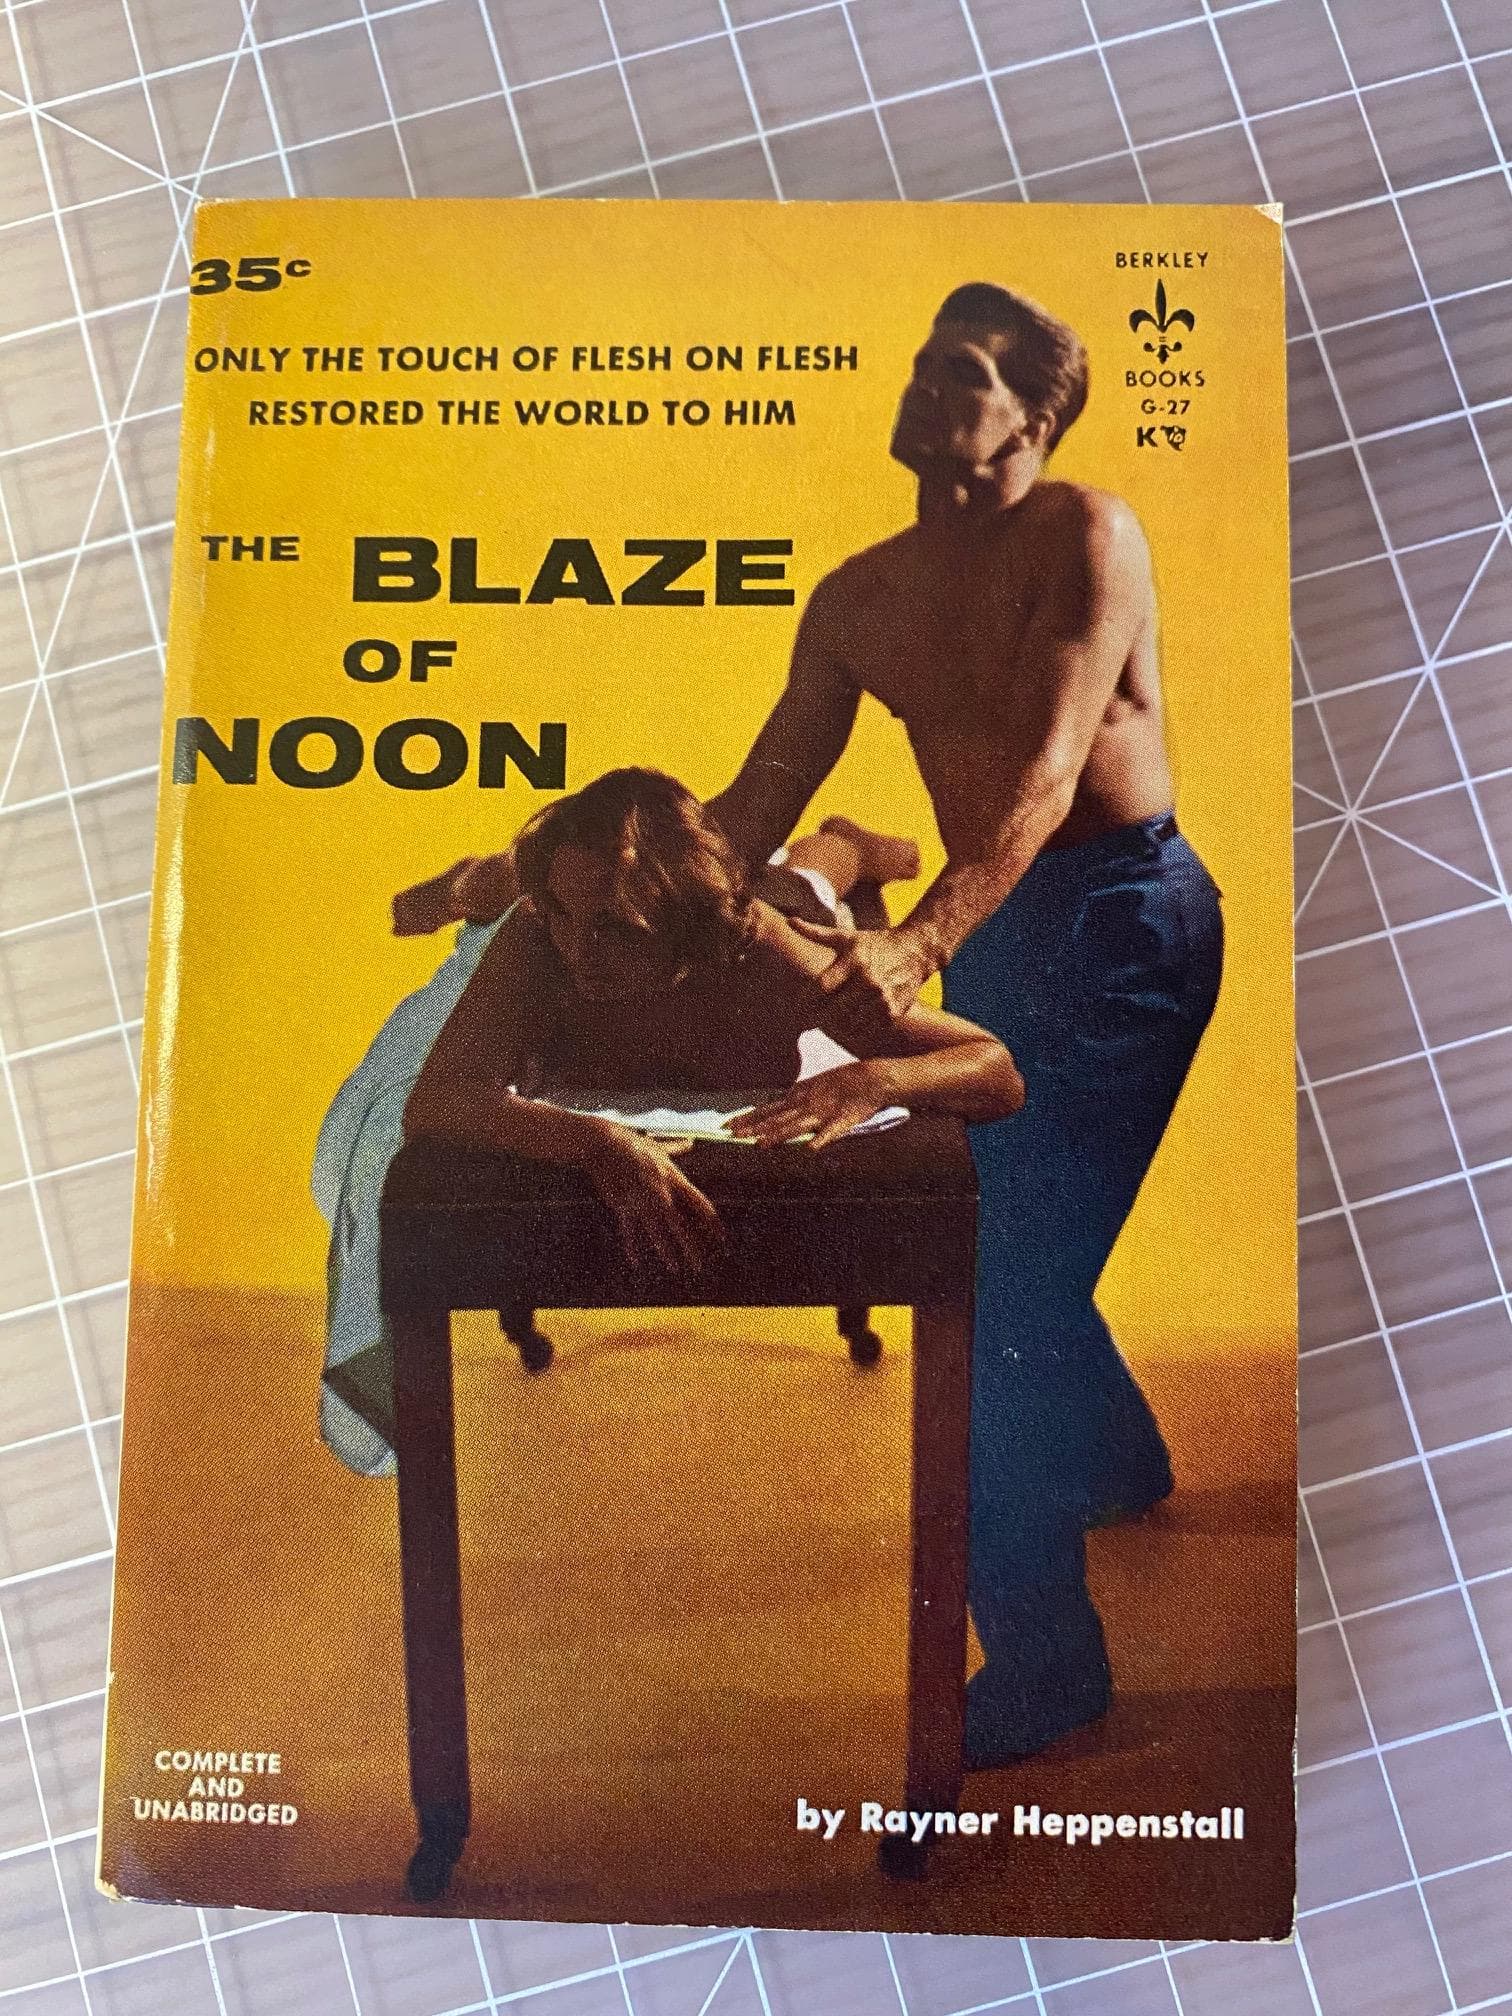 35c
BERKLEY
BOOKS
G-27
K
ONLY THE TOUCH OF FLESH ON FLESH
RESTORED THE WORLD TO HIM
THE BLAZE
OF
NOON
COMPLETE
AND
UNABRIDGED
by Rayner Heppenstall